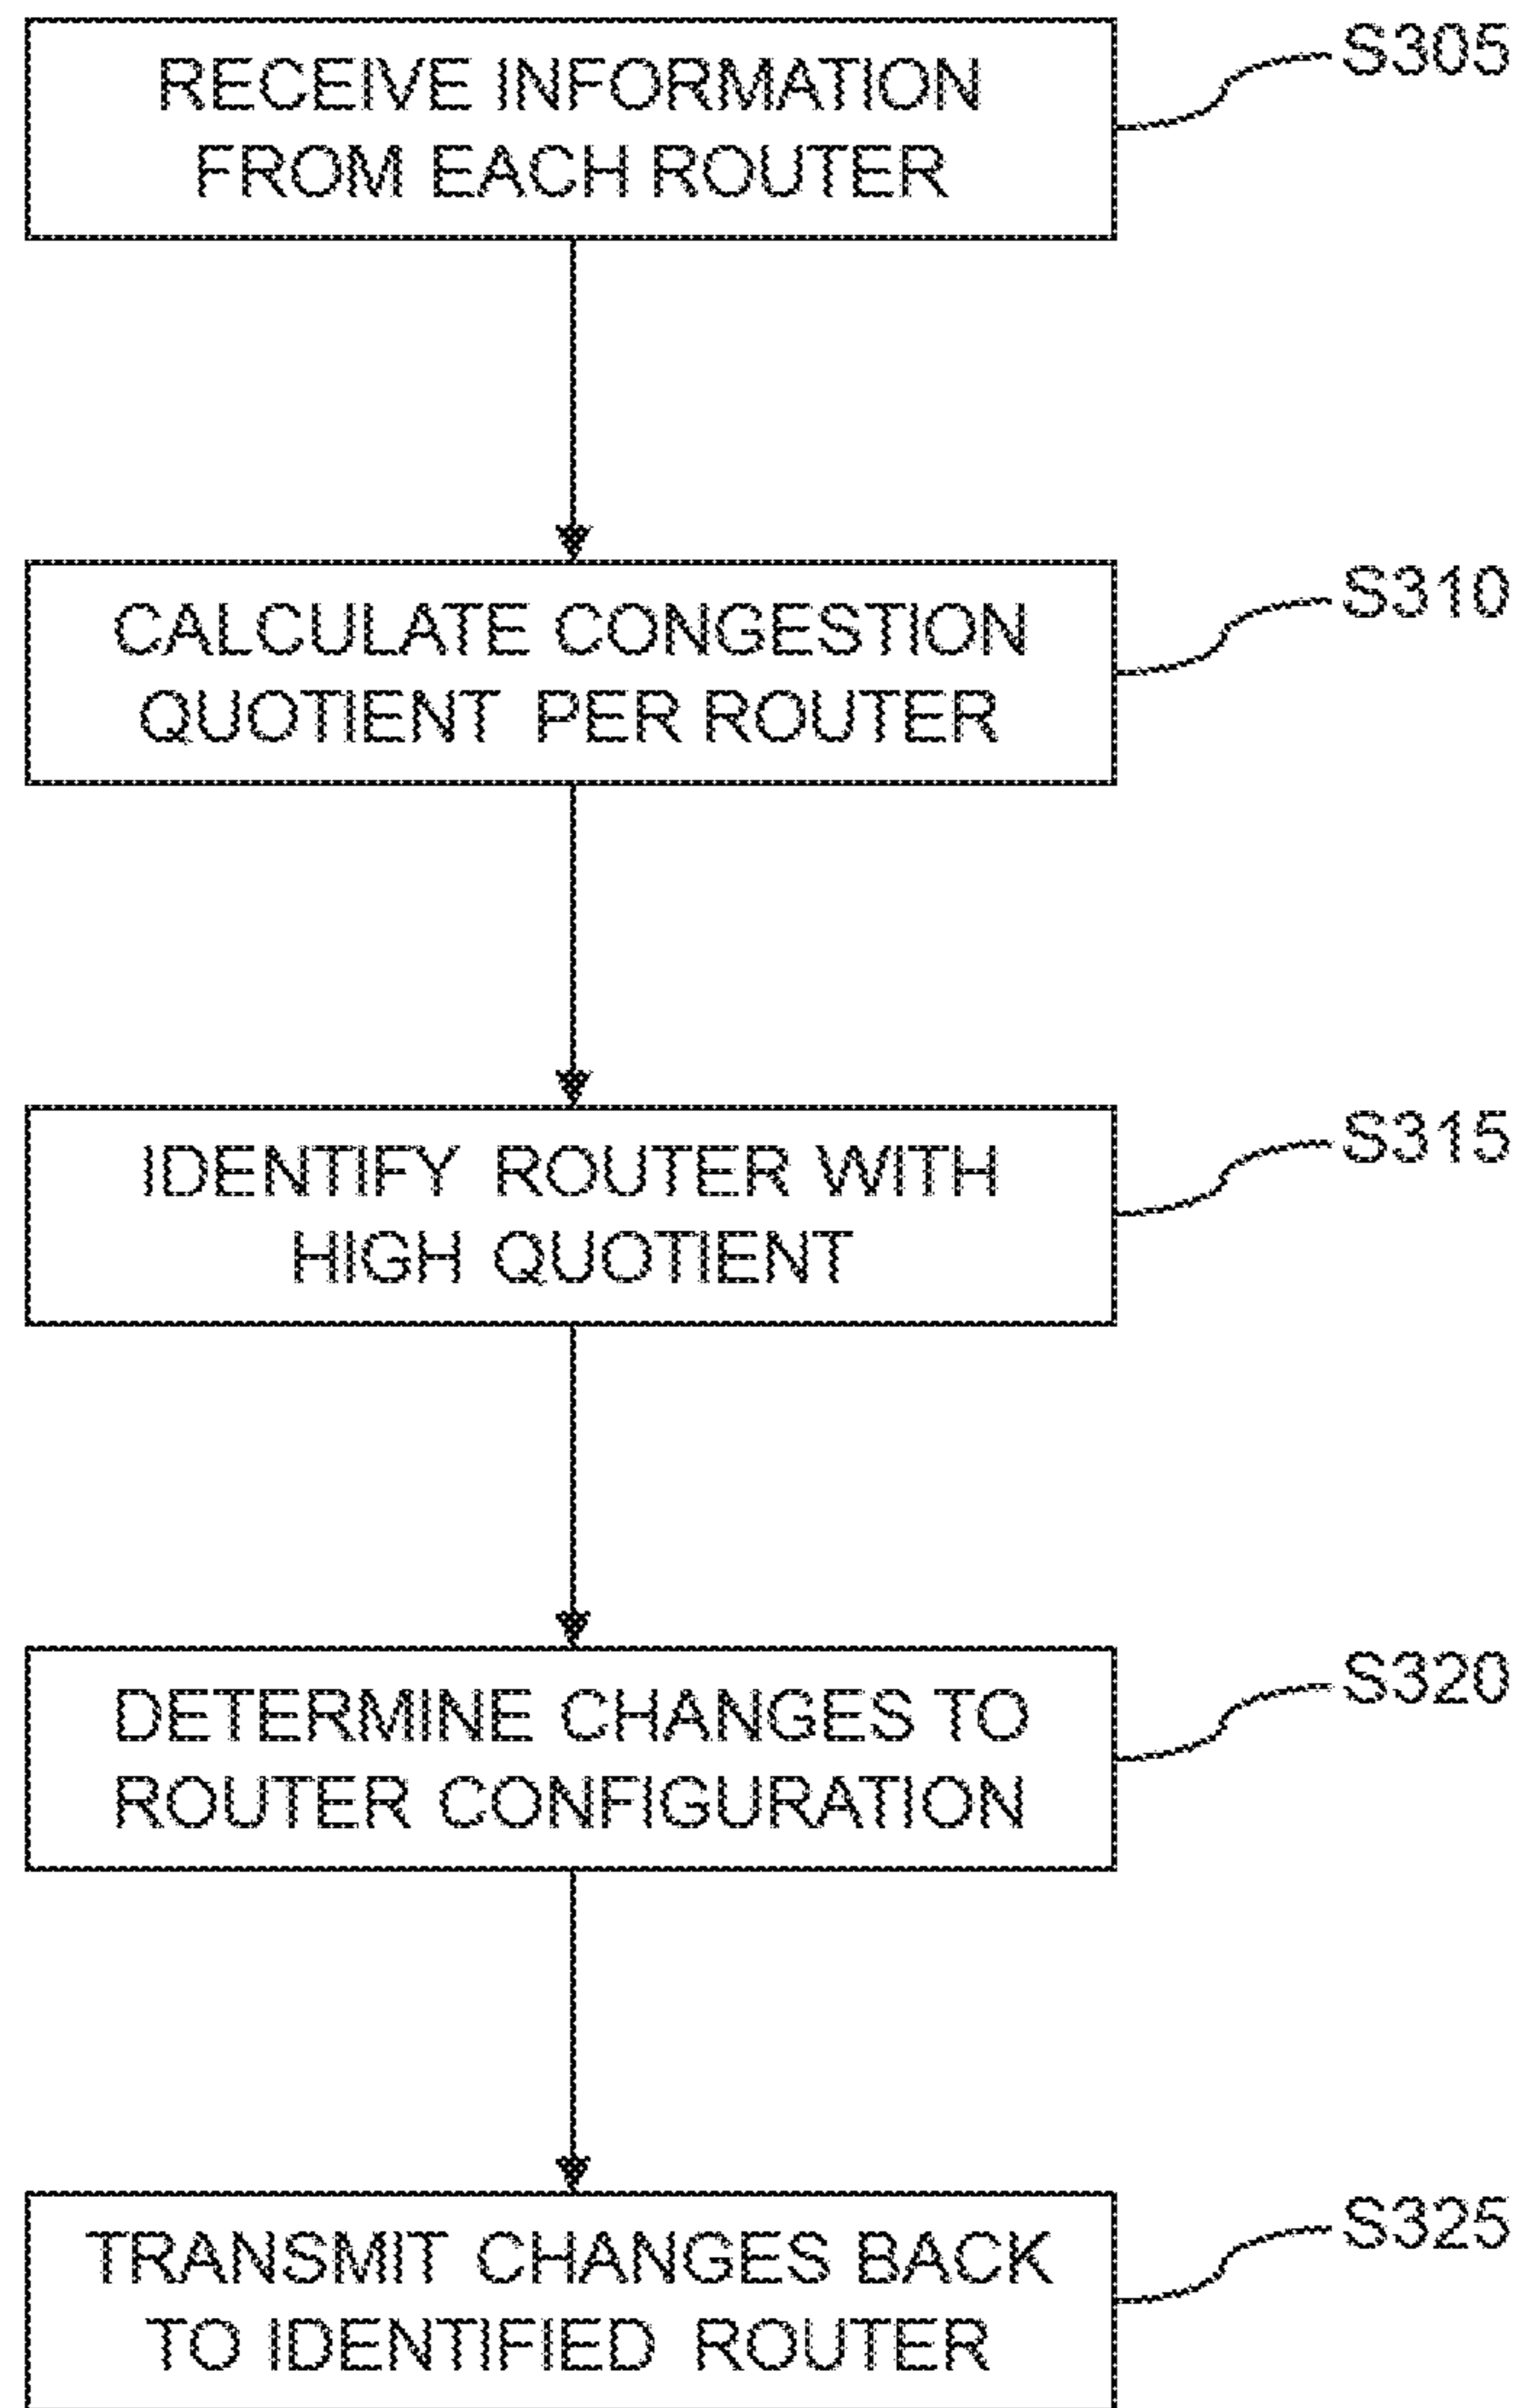 RECEIVE INFORMATION
FROM EACH ROUTER
S305
CALCULATE CONGESTION
QUOTIENT PER ROUTER
S310
IDENTIFY ROUTER WITH
HIGH QUOTIENT
S315
DETERMINE CHANGES TO
ROUTER CONFIGURATION
S320
TRANSMIT CHANGES BACK
TO IDENTIFIED ROUTER
S325